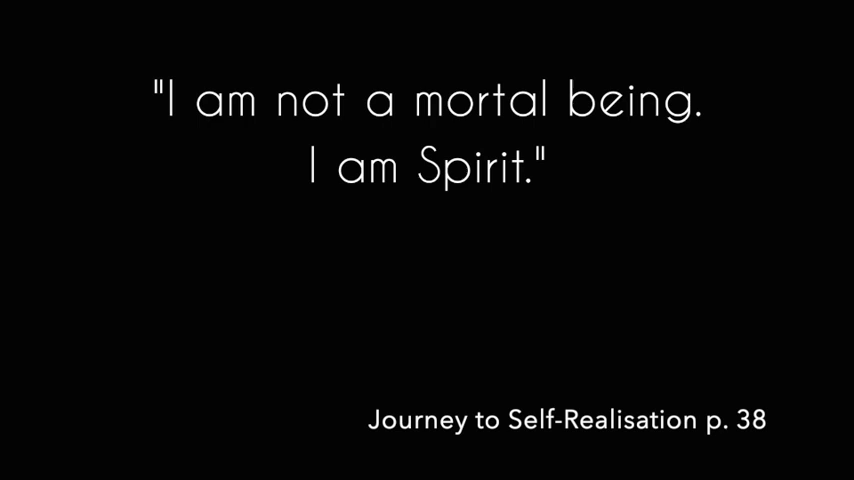 "I am not a mortal being.
I am Spirit."
Journey to Self-Realisation p. 38